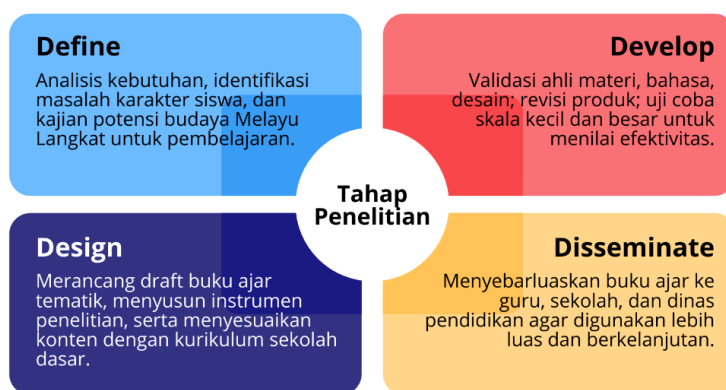 Define
Analisis kebutuhan, identifikasi
masalah karakter siswa, dan
kajian potensi budaya Melayu
Langkat untuk pembelajaran.
Develop
Validasi ahli materi, bahasa,
desain; revisi produk; uji coba
skala kecil dan besar untuk
menilai efektivitas.
Tahap
Penelitian
Design
Merancang draft buku ajar
tematik, menyusun instrumen
penelitian, serta menyesuaikan
konten dengan kurikulum sekolah
dasar.
Disseminate
Menyebarluaskan buku ajar ke
guru, sekolah, dan dinas
pendidikan agar digunakan lebih
luas dan berkelanjutan.